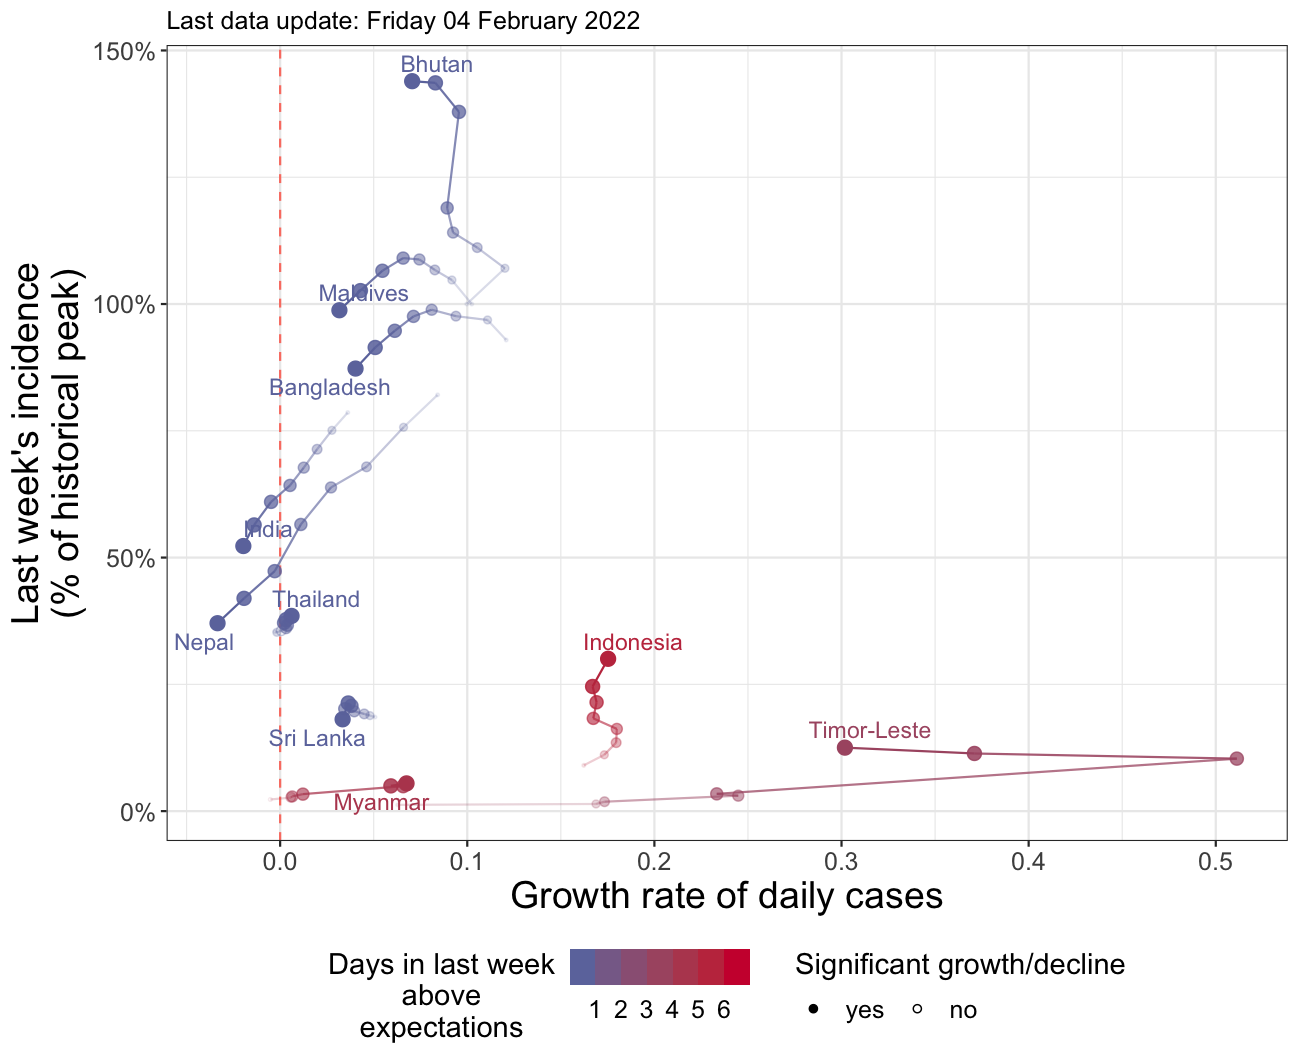 Last data update: Friday 04 February 2022
150%
100%
50%
0%
Last week's incidence
(% of historical peak)
Bhutan
Maldives
Bangladesh
India
Thailand
Nepal
Indonesia
Sri Lanka
Timor-Leste
Myanmar
0.0 0.1 0.2 0.3 0.4 0.5
Growth rate of daily cases
Days in last week
above
expectations
1 2 3 4 5 6
Significant growth/decline
yes no